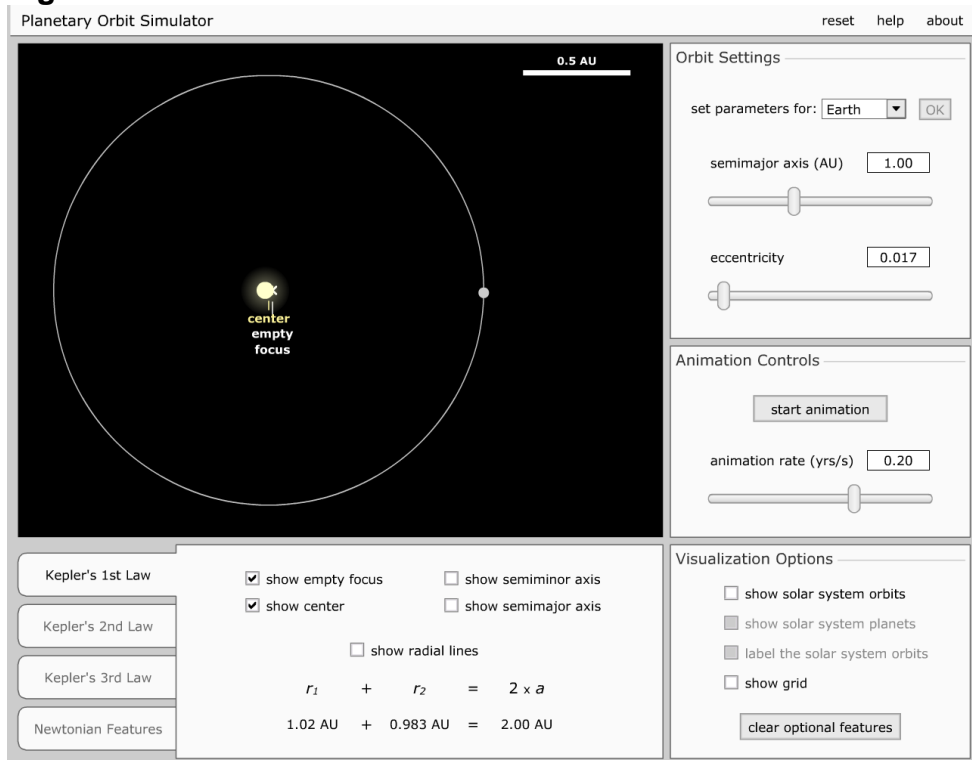 Planetary Orbit Simulator
reset help about
0.5 AU
center
empty
focus
Orbit Settings
set parameters for: Earth OK
semimajor axis (AU) 1.00
eccentricity 0.017
Animation Controls
start animation
animation rate (yrs/s) 0.20
Kepler's 1st Law
Kepler's 2nd Law
Kepler's 3rd Law
Newtonian Features
show empty focus show semiminor axis
show center show semimajor axis
show radial lines
r₁ + r₂ = 2 x a
1.02 AU + 0.983 AU = 2.00 AU
Visualization Options
show solar system orbits
show solar system planets
label the solar system orbits
show grid
clear optional features